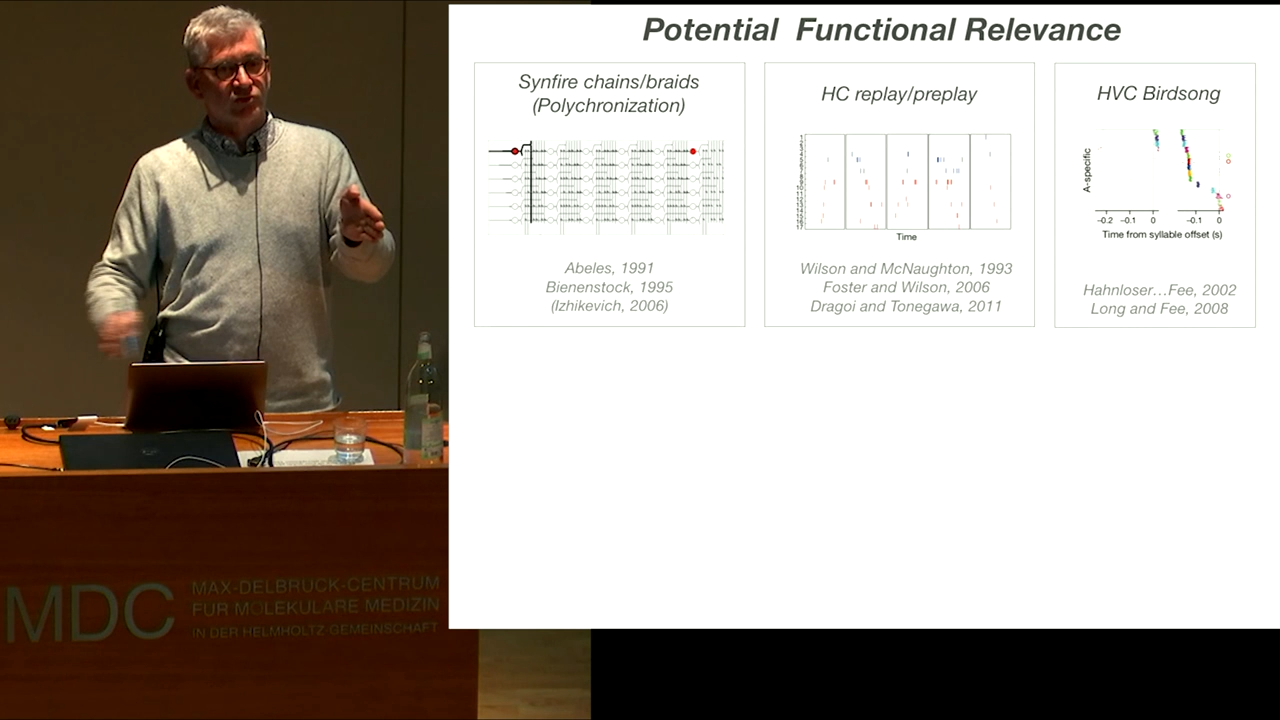 Potential Functional Relevance
Synfire chains/braids
(Polychronization)
Abeles, 1991
Bienenstock, 1995
(Izhikevich, 2006)
HC replay/preplay
Time
Wilson and McNaughton, 1993
Foster and Wilson, 2006
Dragoi and Tonegawa, 2011
HVC Birdsong
A-specific
−0.2 −0.1 0 −0.1 0
Time from syllable offset (s)
Hahnloser…Fee, 2002
Long and Fee, 2008
MDC
MAX-DELBRUCK-CENTRUM
FUR MOLEKULARE MEDIZIN
IN DER HELMHOLTZ-GEMEINSCHAFT